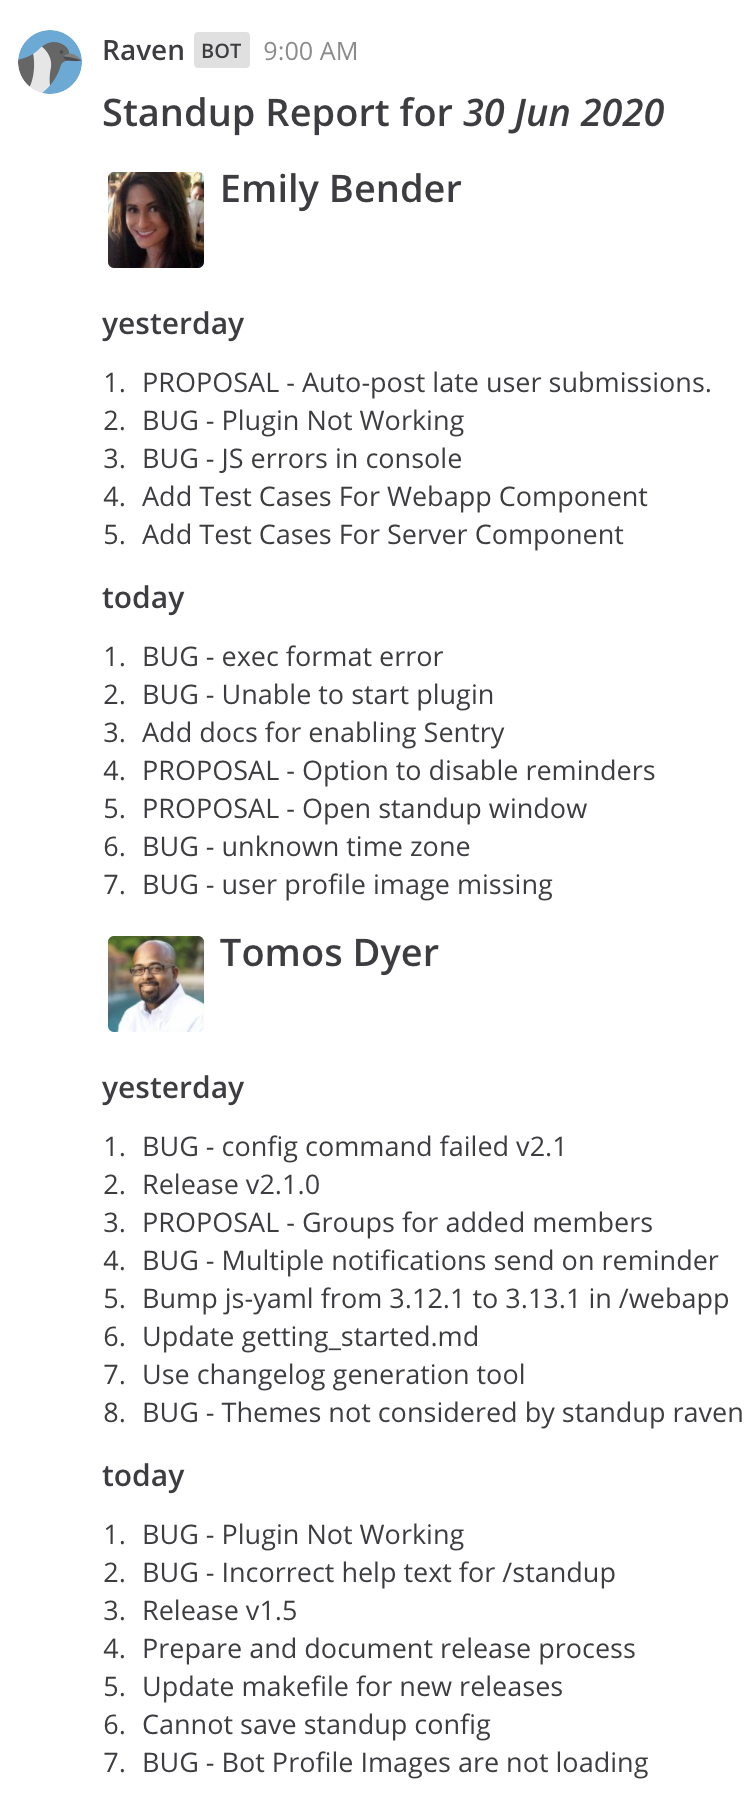 Raven BOT 9:00 AM
Standup Report for 30 Jun 2020
Emily Bender
yesterday
1. PROPOSAL - Auto-post late user submissions.
2. BUG - Plugin Not Working
3. BUG - JS errors in console
4. Add Test Cases For Webapp Component
5. Add Test Cases For Server Component
today
1. BUG - exec format error
2. BUG - Unable to start plugin
3. Add docs for enabling Sentry
4. PROPOSAL - Option to disable reminders
5. PROPOSAL - Open standup window
6. BUG - unknown time zone
7. BUG - user profile image missing
Tomos Dyer
yesterday
1. BUG - config command failed v2.1
2. Release v2.1.0
3. PROPOSAL - Groups for added members
4. BUG - Multiple notifications send on reminder
5. Bump js-yaml from 3.12.1 to 3.13.1 in /webapp
6. Update getting_started.md
7. Use changelog generation tool
8. BUG - Themes not considered by standup raven
today
1. BUG - Plugin Not Working
2. BUG - Incorrect help text for /standup
3. Release v1.5
4. Prepare and document release process
5. Update makefile for new releases
6. Cannot save standup config
7. BUG - Bot Profile Images are not loading